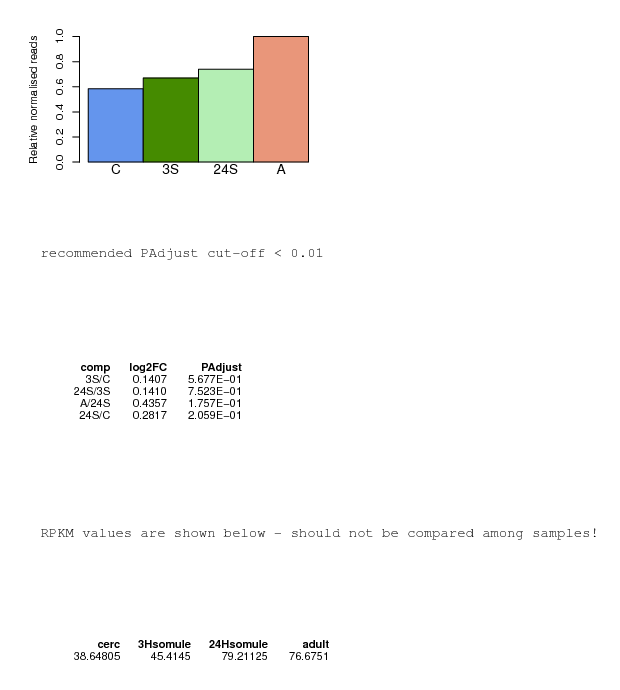 Relative normalised reads
1.0
0.8
0.6
0.4
0.2
0.0
C 3S 24S A
recommended PAdjust cut-off < 0.01
comp log2FC PAdjust
3S/C 0.1407 5.677E−01
24S/3S 0.1410 7.523E−01
A/24S 0.4357 1.757E−01
24S/C 0.2817 2.059E−01
RPKM values are shown below - should not be compared among samples!
cerc 3Hsomule 24Hsomule adult
38.64805 45.4145 79.21125 76.6751